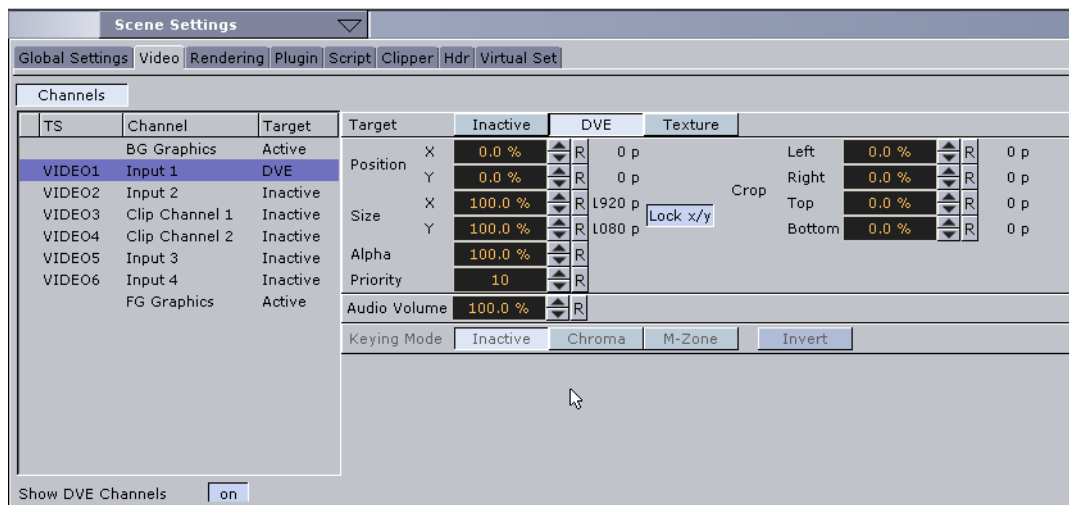 Scene Settings
Global Settings Video Rendering Plugin Script Clipper Hdr Virtual Set
Channels
TS Channel Target
BG Graphics Active
VIDEO1 Input 1 DVE
VIDEO2 Input 2 Inactive
VIDEO3 Clip Channel 1 Inactive
VIDEO4 Clip Channel 2 Inactive
VIDEO5 Input 3 Inactive
VIDEO6 Input 4 Inactive
FG Graphics Active
Show DVE Channels on
Target Inactive DVE Texture
Position X 0.0 % R 0 p
Y 0.0 % R 0 p
Size X 100.0 % R 1920 p
Y 100.0 % R 1080 p
Lock x/y
Alpha 100.0 % R
Priority 10 R
Crop
Left 0.0 % R 0 p
Right 0.0 % R 0 p
Top 0.0 % R 0 p
Bottom 0.0 % R 0 p
Audio Volume 100.0 % R
Keying Mode Inactive Chroma M-Zone Invert